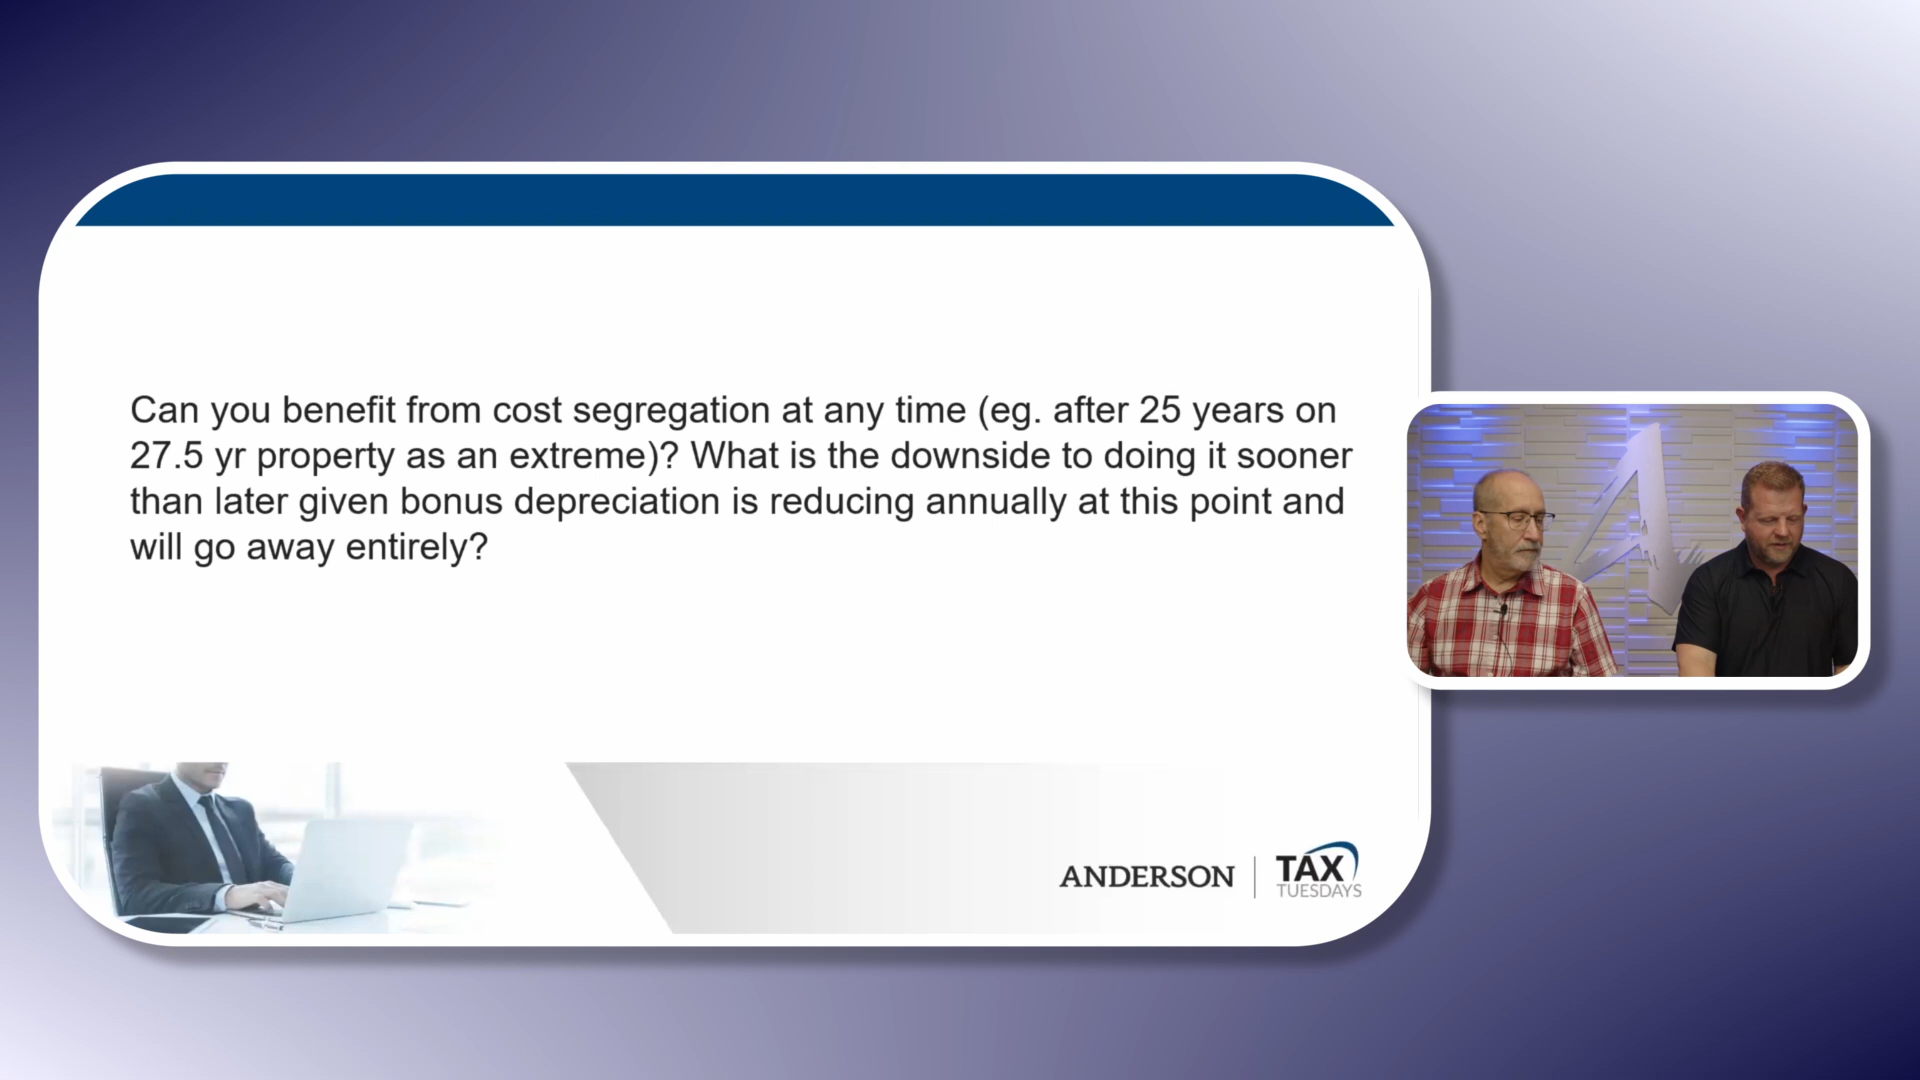 Can you benefit from cost segregation at any time (eg. after 25 years on
27.5 yr property as an extreme)? What is the downside to doing it sooner
than later given bonus depreciation is reducing annually at this point and
will go away entirely?
ANDERSON
TAX
TUESDAYS